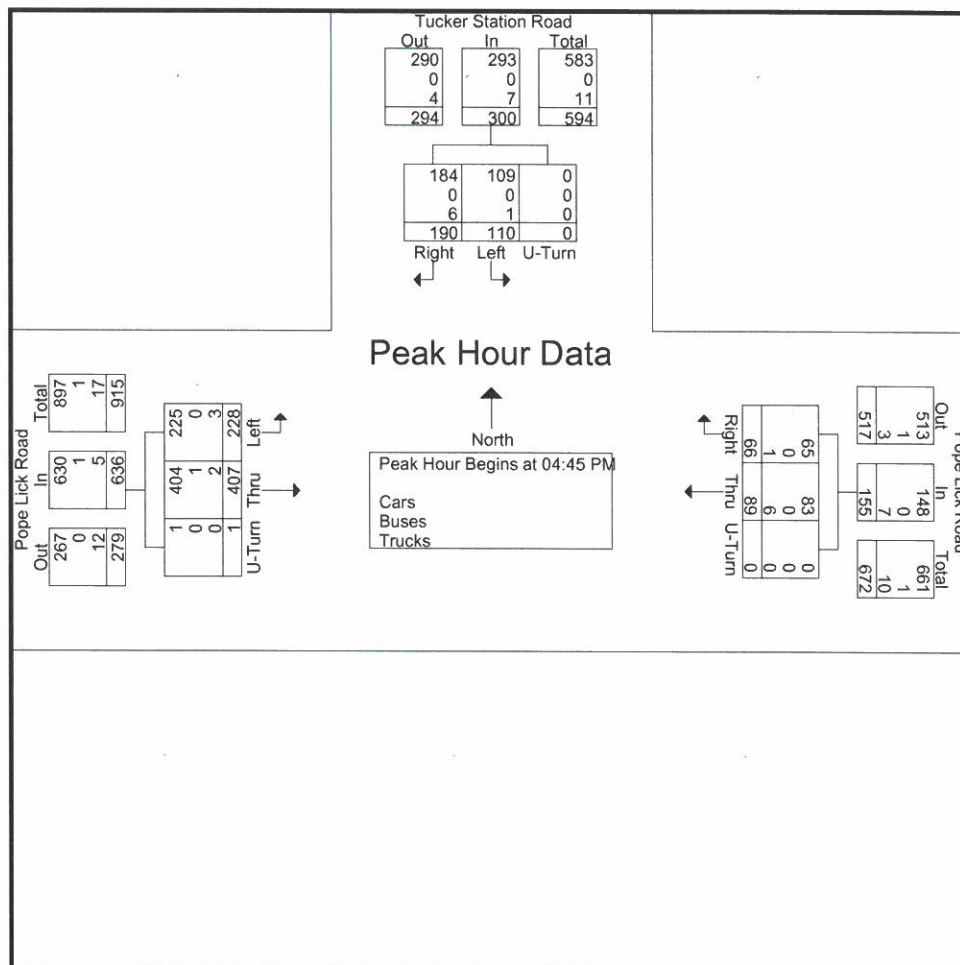 Tucker Station Road
Out In Total
290 293 583
0 0 0
4 7 11
294 300 594
184 109 0
0 0 0
6 1 0
190 110 0
Right Left U-Turn
Peak Hour Data
North
Peak Hour Begins at 04:45 PM
Cars
Buses
Trucks
Pope Lick Road
Out In Total
267 630 897
0 1 1
12 5 17
279 636 915
225 404 1
0 1 0
3 2 0
228 407 1
Left Thru U-Turn
Pope Lick Road
Out In Total
513 148 661
1 0 1
3 7 10
517 155 672
65 83 0
0 0 0
1 6 0
66 89 0
Right Thru U-Turn